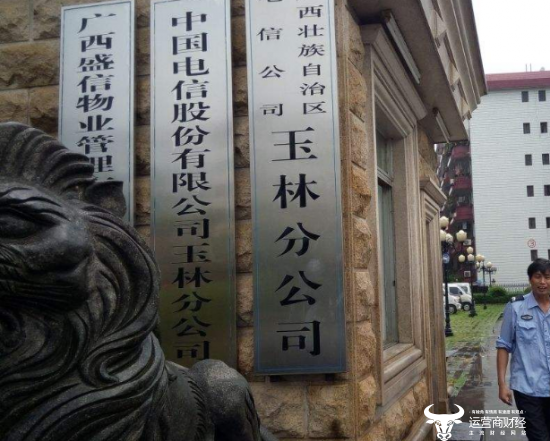 广西盛信物业管理
中国电信股份有限公司玉林分公司
西壮族自治区
电信公司
玉林分公司
③
运营商财经